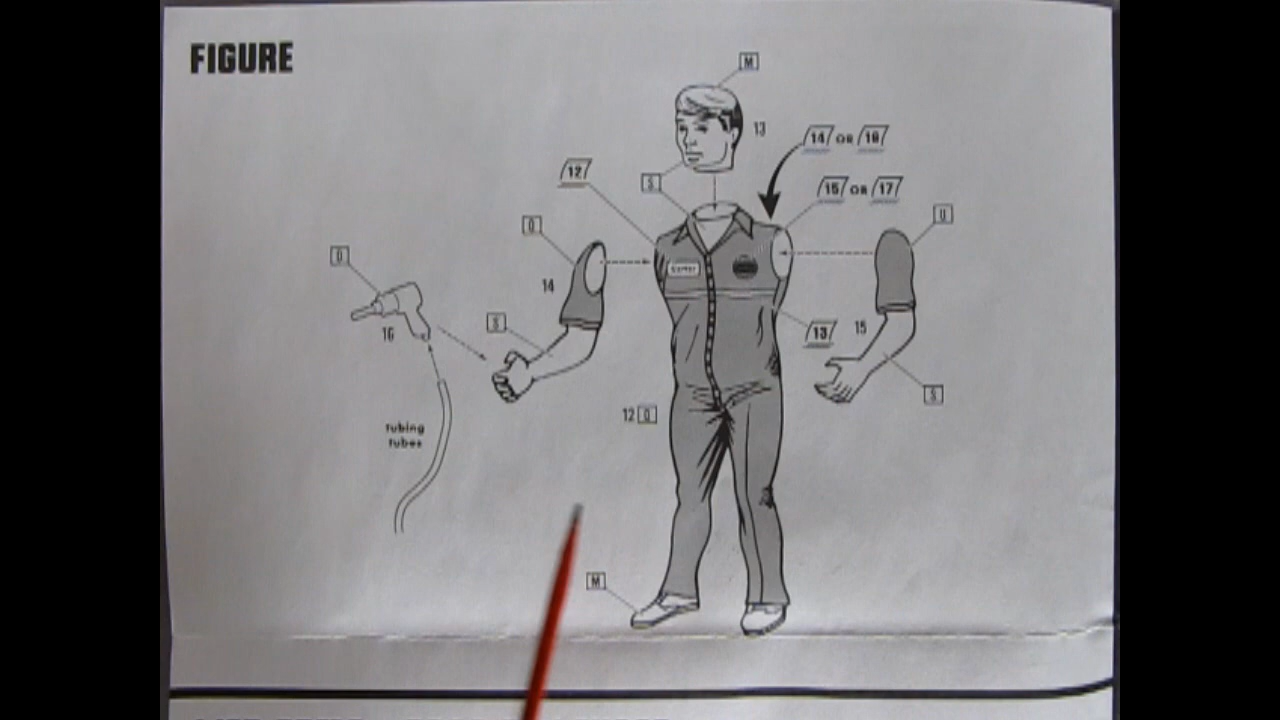 FIGURE
M
13
14 OR 16
12
S
15 OR 17
O
D
14
16
S
13
15
S
12
tubing
tubes
M